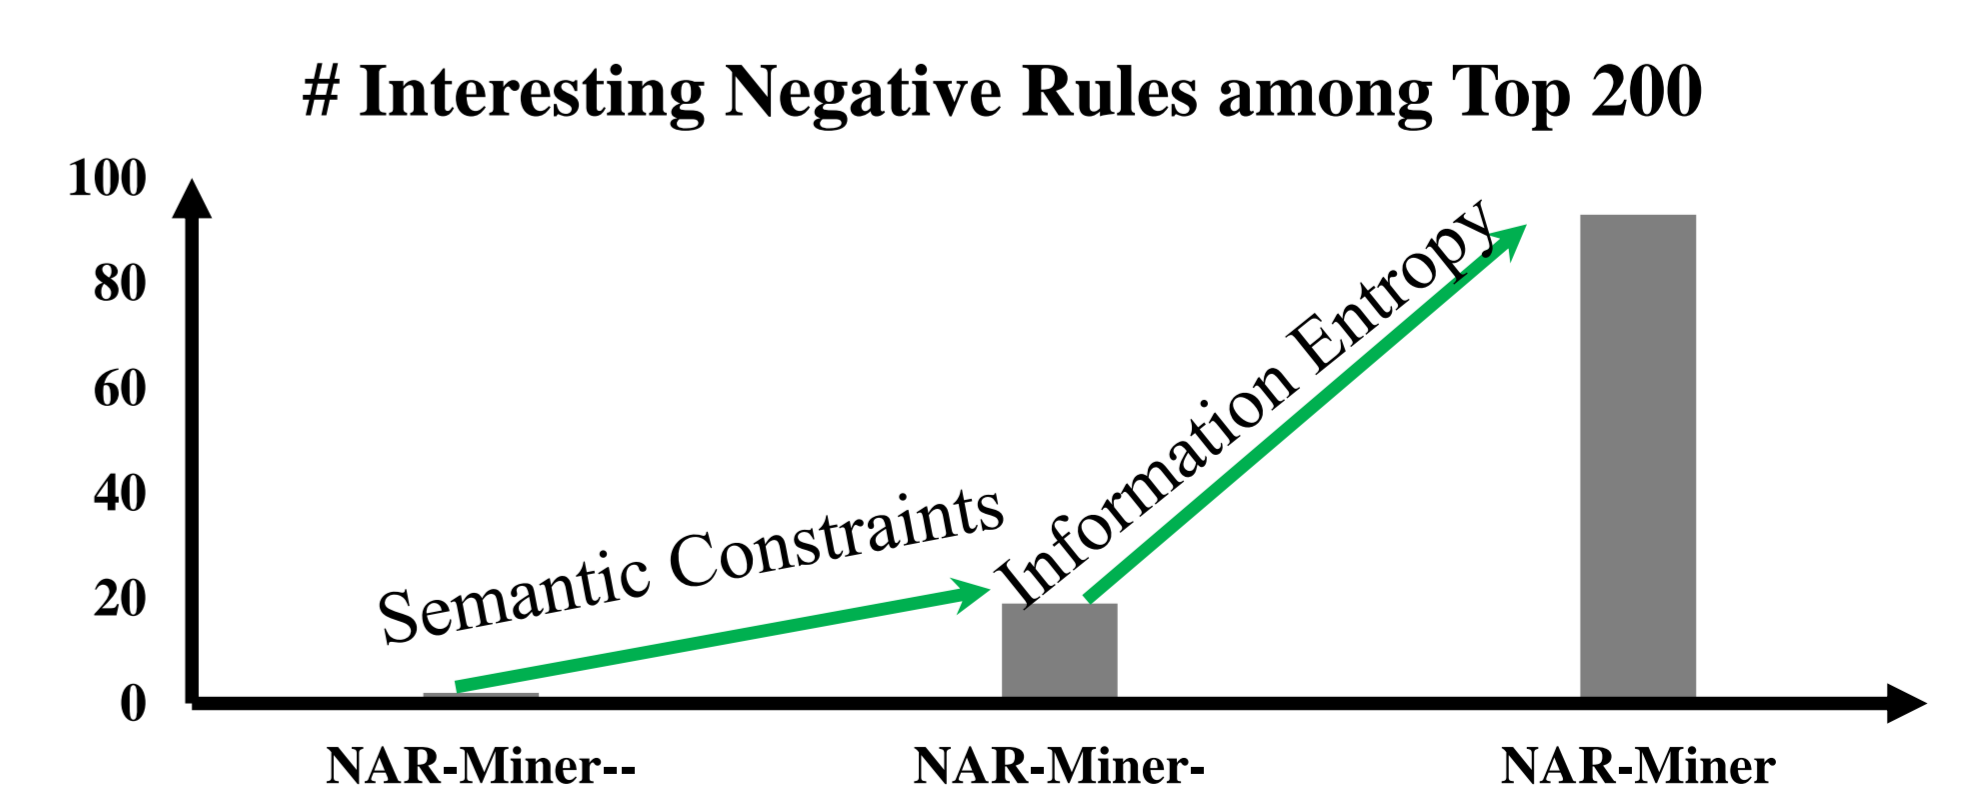 # Interesting Negative Rules among Top 200
100
80
60
40
20
0
Semantic Constraints
Information Entropy
NAR-Miner--
NAR-Miner-
NAR-Miner